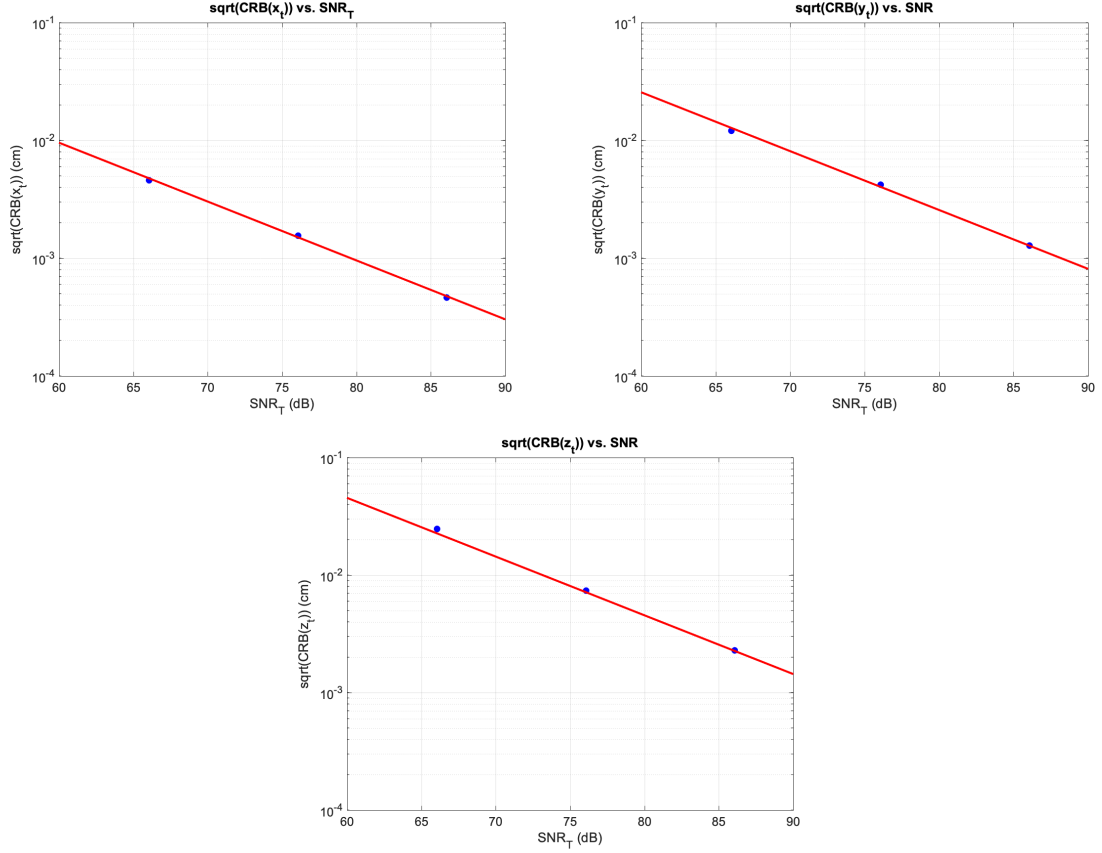 sqrt(CRB(x_t)) vs. SNR_T
10^-1
10^-2
10^-3
10^-4
sqrt(CRB(x_t)) (cm)
60 65 70 75 80 85 90
SNR_T (dB)
sqrt(CRB(y_t)) vs. SNR
10^-1
10^-2
10^-3
10^-4
sqrt(CRB(y_t)) (cm)
60 65 70 75 80 85 90
SNR_T (dB)
sqrt(CRB(z_t)) vs. SNR
10^-1
10^-2
10^-3
10^-4
sqrt(CRB(z_t)) (cm)
60 65 70 75 80 85 90
SNR_T (dB)